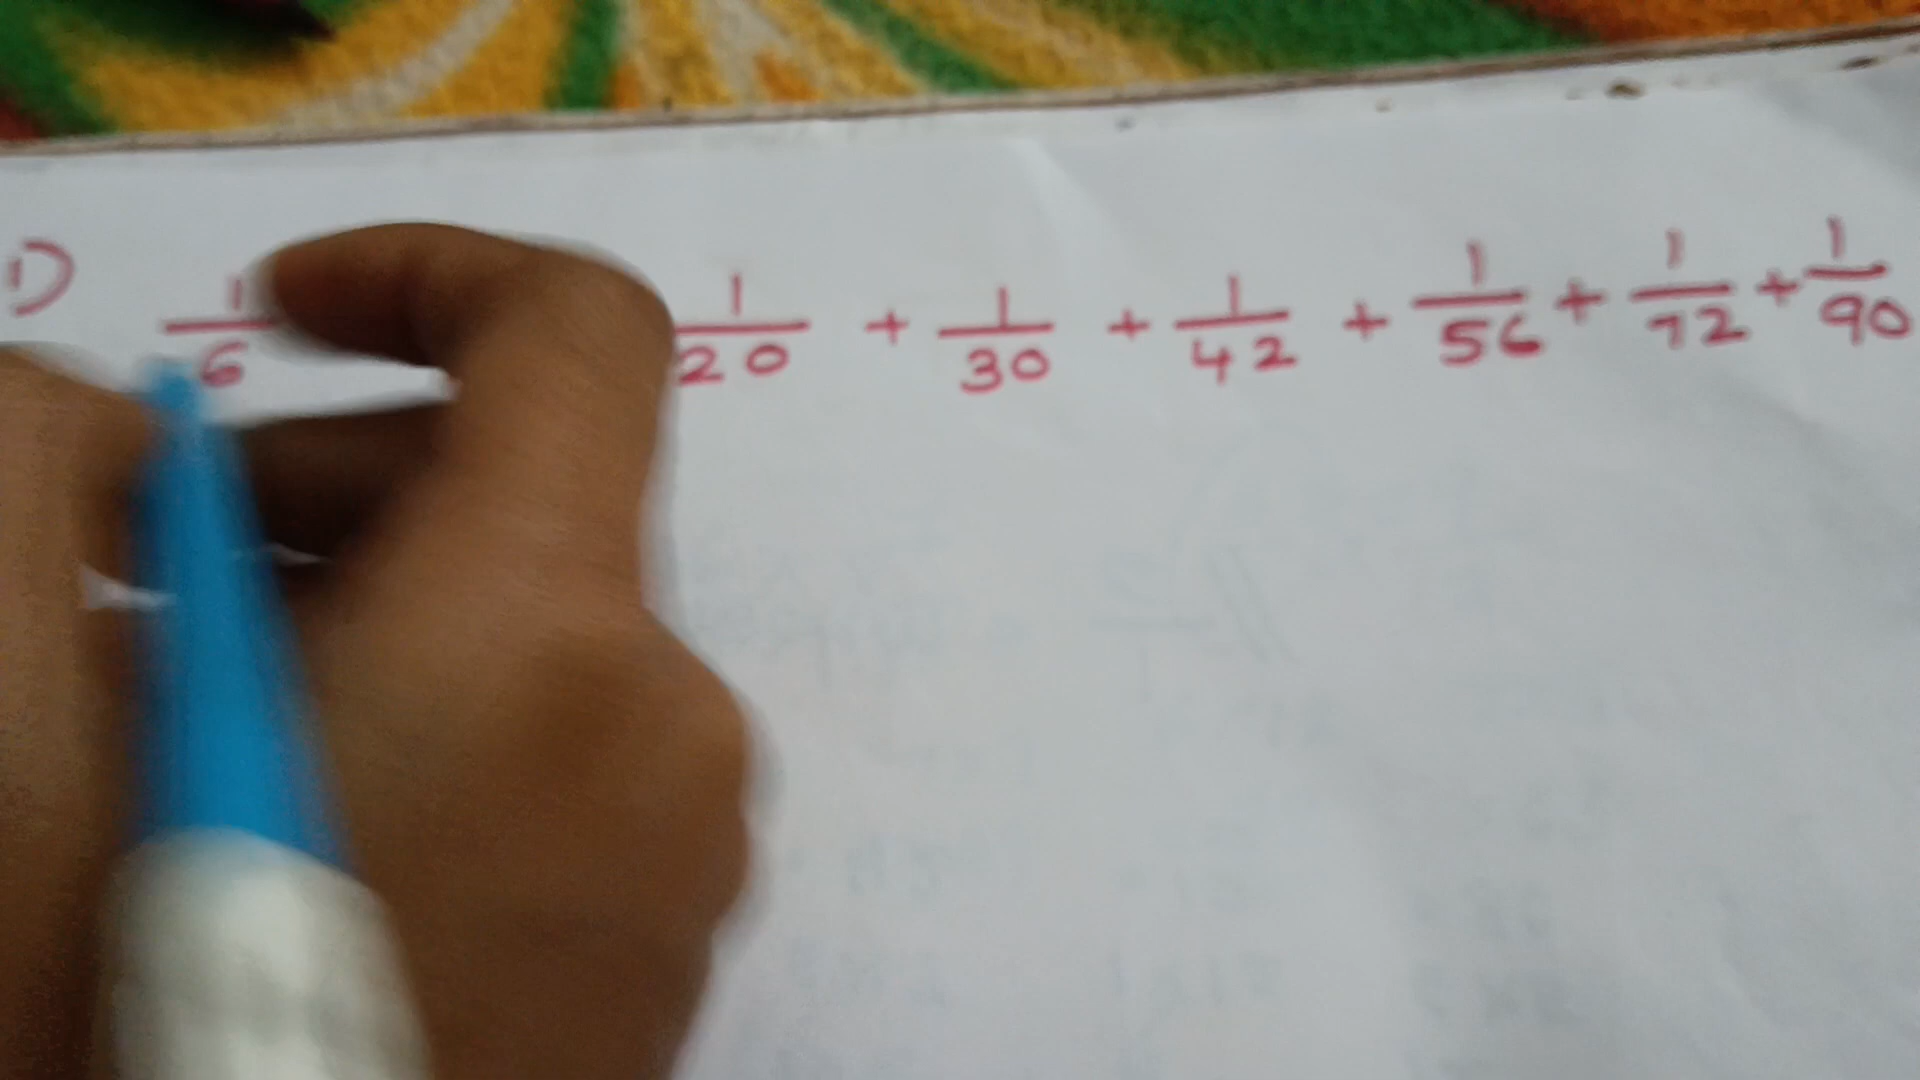 1) 1/6 1/20 + 1/30 + 1/42 + 1/56 + 1/72 + 1/90